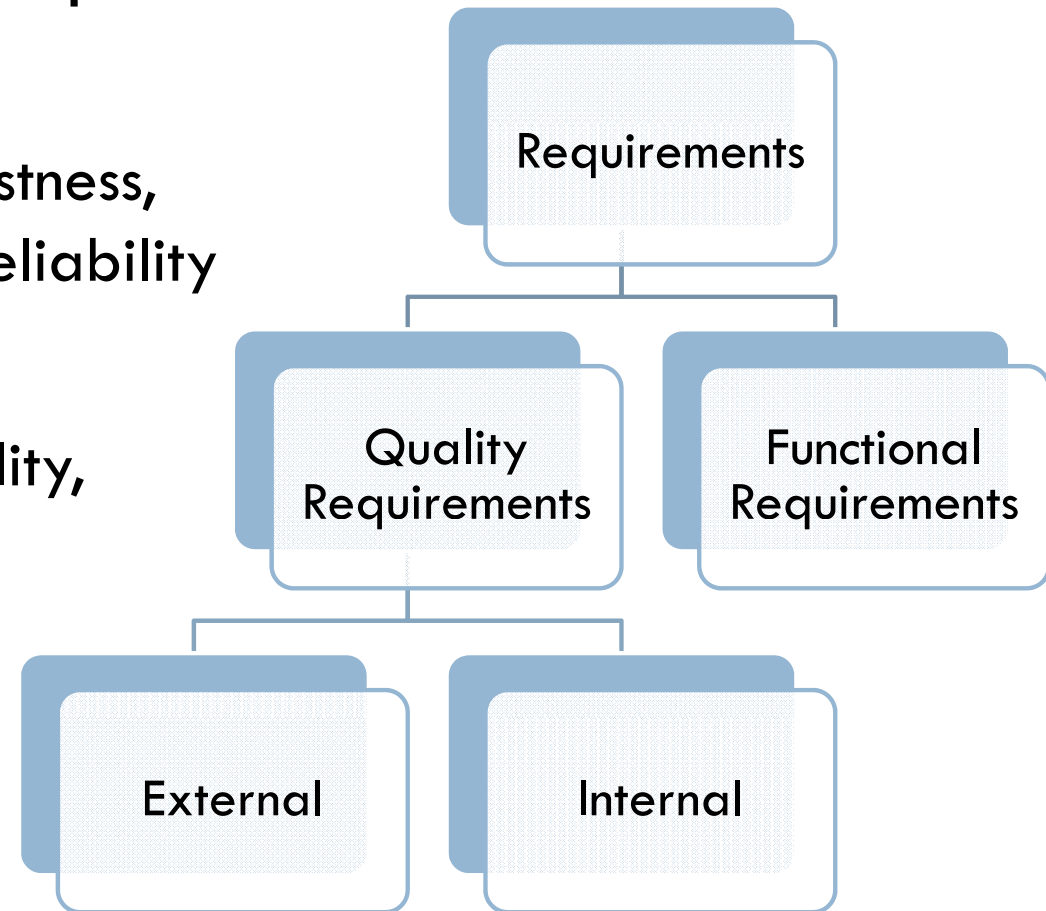 stness,
eliability
lity,
Requirements
Quality
Requirements
Functional
Requirements
External
Internal